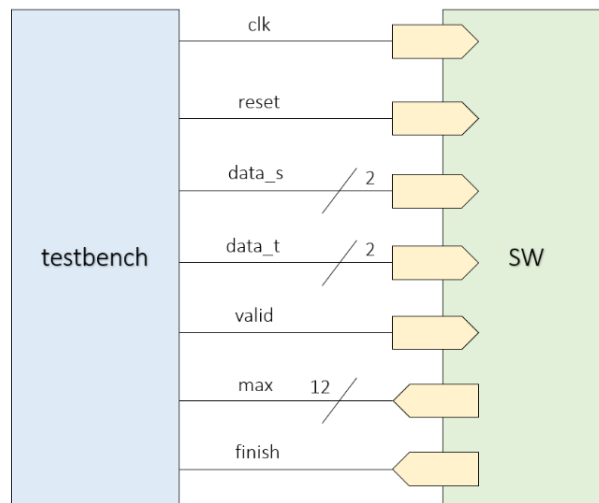 clk
reset
data_s 2
data_t 2
testbench
SW
valid
max 12
finish